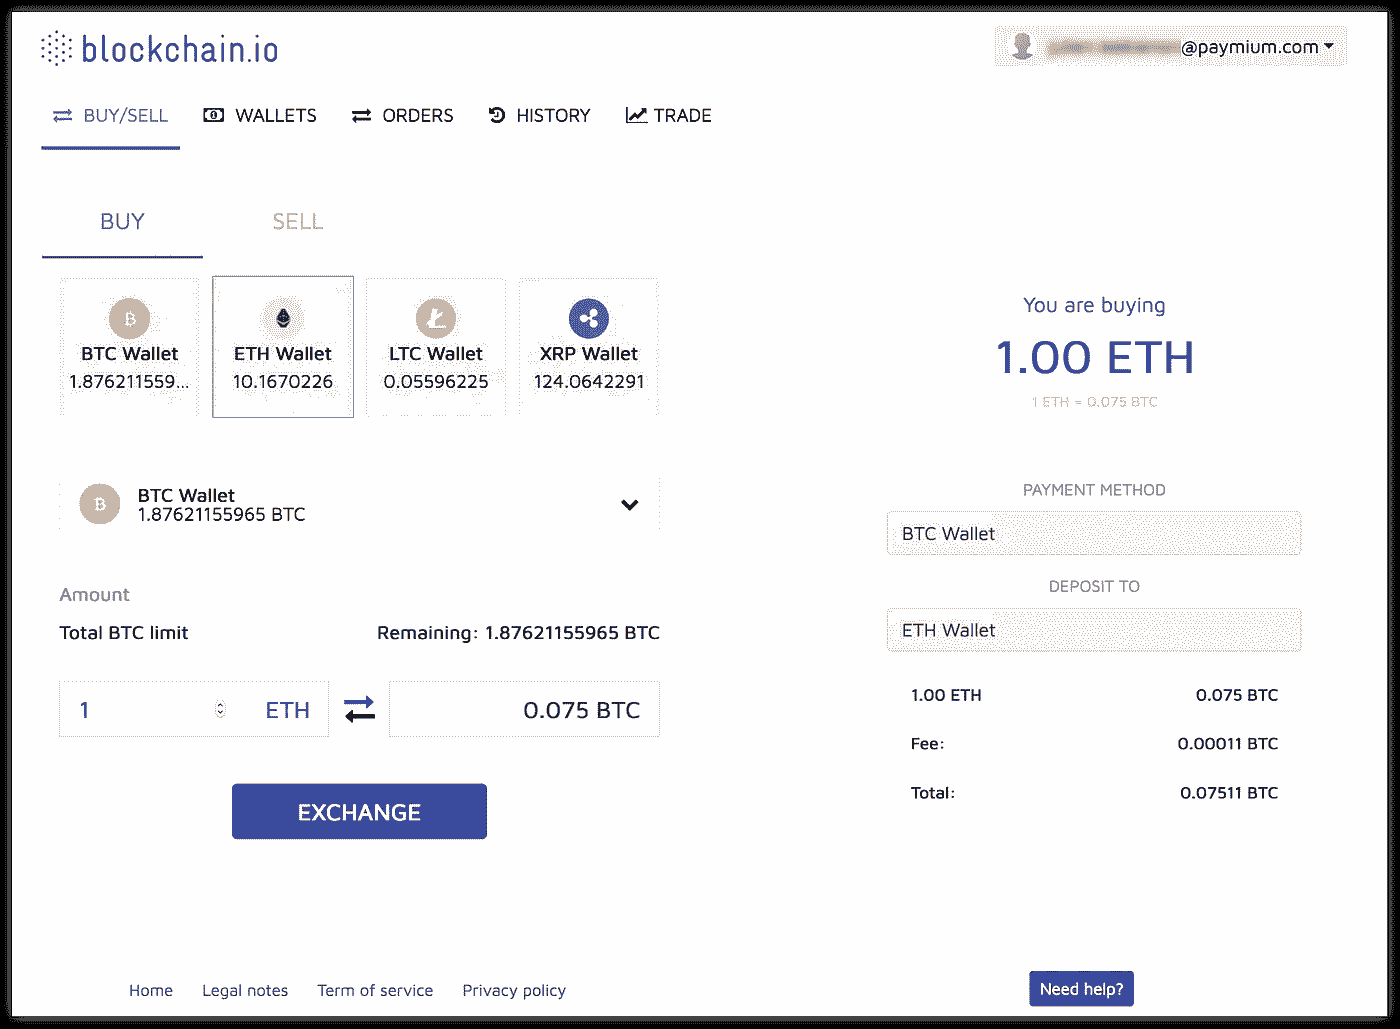 blockchain.io
@paymium.com
BUY/SELL WALLETS ORDERS HISTORY TRADE
BUY SELL
BTC Wallet
1.876211559...
ETH Wallet
10.1670226
LTC Wallet
0.05596225
XRP Wallet
124.0642291
BTC Wallet
1.87621155965 BTC
Amount
Total BTC limit Remaining: 1.87621155965 BTC
1 ETH 0.075 BTC
EXCHANGE
You are buying
1.00 ETH
1 ETH = 0.075 BTC
PAYMENT METHOD
BTC Wallet
DEPOSIT TO
ETH Wallet
1.00 ETH 0.075 BTC
Fee: 0.00011 BTC
Total: 0.07511 BTC
Home Legal notes Term of service Privacy policy
Need help?